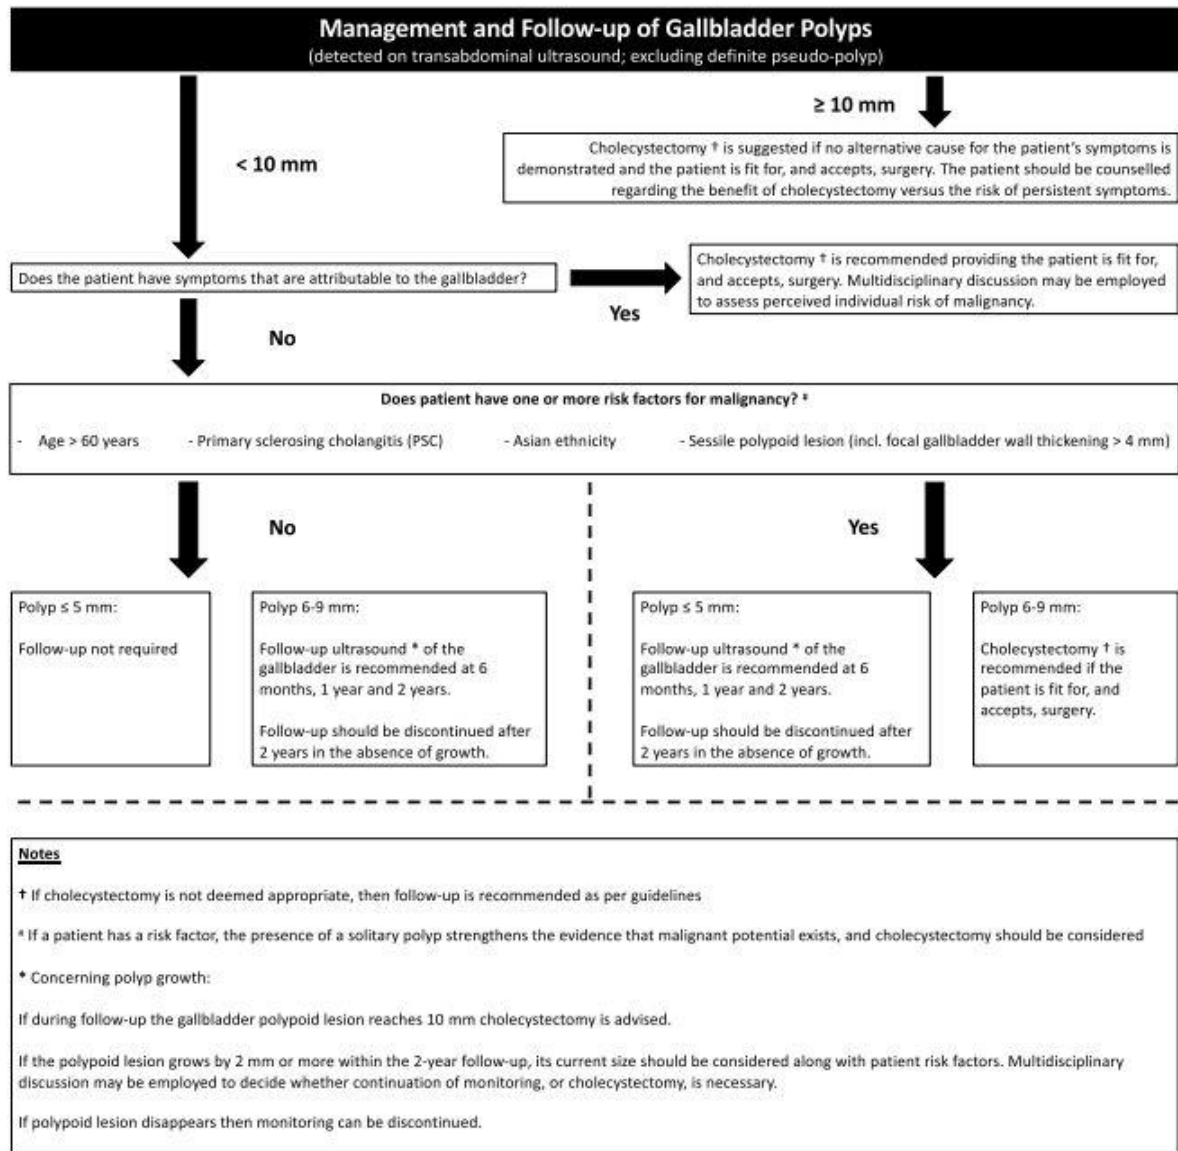 Management and Follow-up of Gallbladder Polyps
(detected on transabdominal ultrasound; excluding definite pseudo-polyp)
≥ 10 mm
< 10 mm
Cholecystectomy † is suggested if no alternative cause for the patient's symptoms is
demonstrated and the patient is fit for, and accepts, surgery. The patient should be counselled
regarding the benefit of cholecystectomy versus the risk of persistent symptoms.
Does the patient have symptoms that are attributable to the gallbladder?
Yes
Cholecystectomy † is recommended providing the patient is fit for,
and accepts, surgery. Multidisciplinary discussion may be employed
to assess perceived individual risk of malignancy.
No
Does patient have one or more risk factors for malignancy? ⁺
- Age > 60 years - Primary sclerosing cholangitis (PSC) - Asian ethnicity - Sessile polypoid lesion (incl. focal gallbladder wall thickening > 4 mm)
No
Yes
Polyp ≤ 5 mm:
Follow-up not required
Polyp 6-9 mm:
Follow-up ultrasound * of the
gallbladder is recommended at 6
months, 1 year and 2 years.
Follow-up should be discontinued after
2 years in the absence of growth.
Polyp ≤ 5 mm:
Follow-up ultrasound * of the
gallbladder is recommended at 6
months, 1 year and 2 years.
Follow-up should be discontinued after
2 years in the absence of growth.
Polyp 6-9 mm:
Cholecystectomy † is
recommended if the
patient is fit for, and
accepts, surgery.
Notes
† If cholecystectomy is not deemed appropriate, then follow-up is recommended as per guidelines
⁺ If a patient has a risk factor, the presence of a solitary polyp strengthens the evidence that malignant potential exists, and cholecystectomy should be considered
* Concerning polyp growth:
If during follow-up the gallbladder polypoid lesion reaches 10 mm cholecystectomy is advised.
If the polypoid lesion grows by 2 mm or more within the 2-year follow-up, its current size should be considered along with patient risk factors. Multidisciplinary
discussion may be employed to decide whether continuation of monitoring, or cholecystectomy, is necessary.
If polypoid lesion disappears then monitoring can be discontinued.